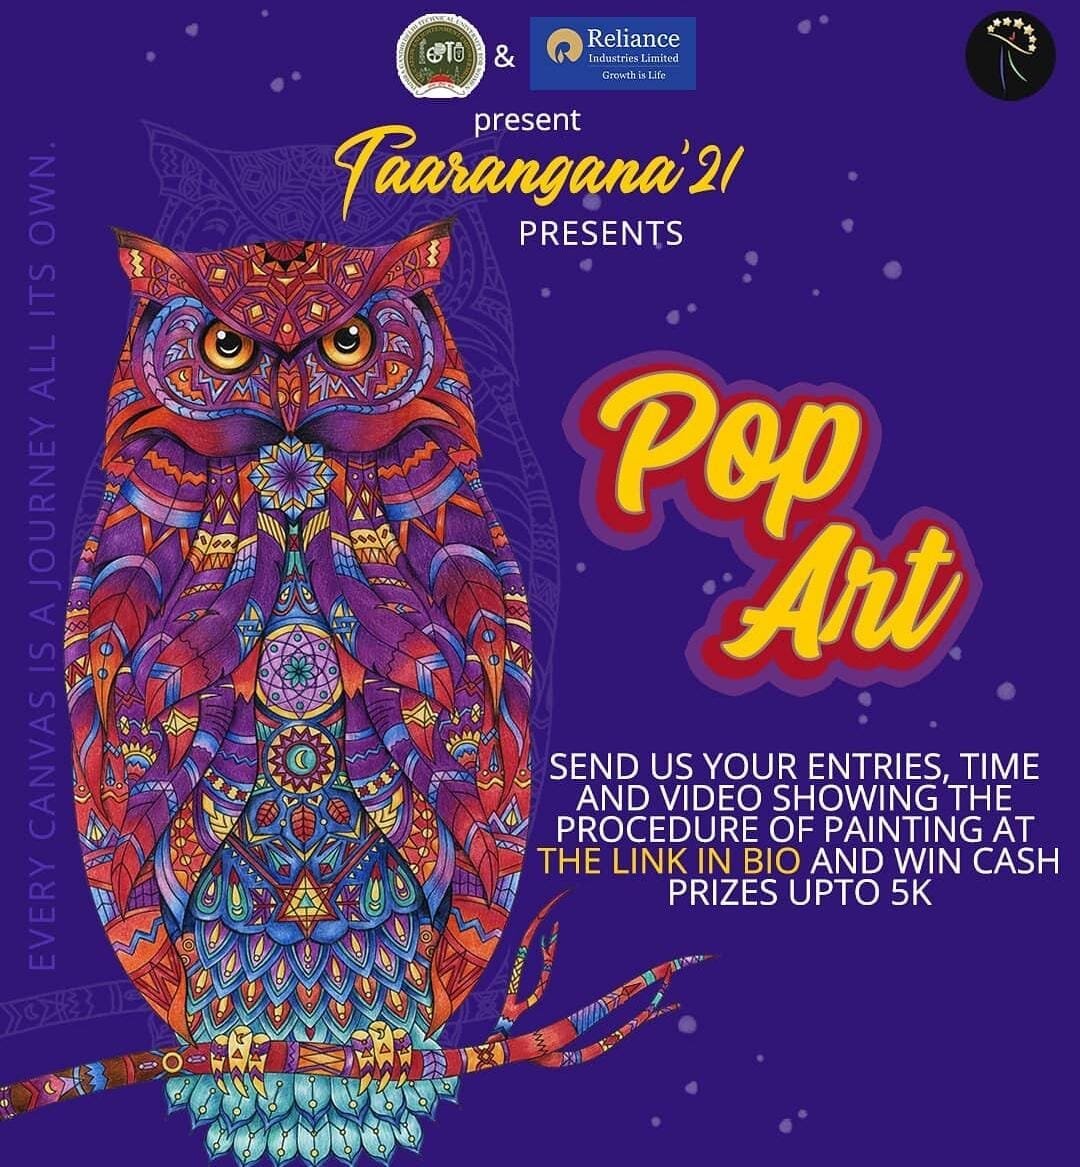 &
Reliance
Industries Limited
Growth is Life
present
Taarangana'21
PRESENTS
EVERY CANVAS IS A JOURNEY ALL ITS OWN.
Pop
Art
SEND US YOUR ENTRIES, TIME
AND VIDEO SHOWING THE
PROCEDURE OF PAINTING AT
THE LINK IN BIO AND WIN CASH
PRIZES UPTO 5K